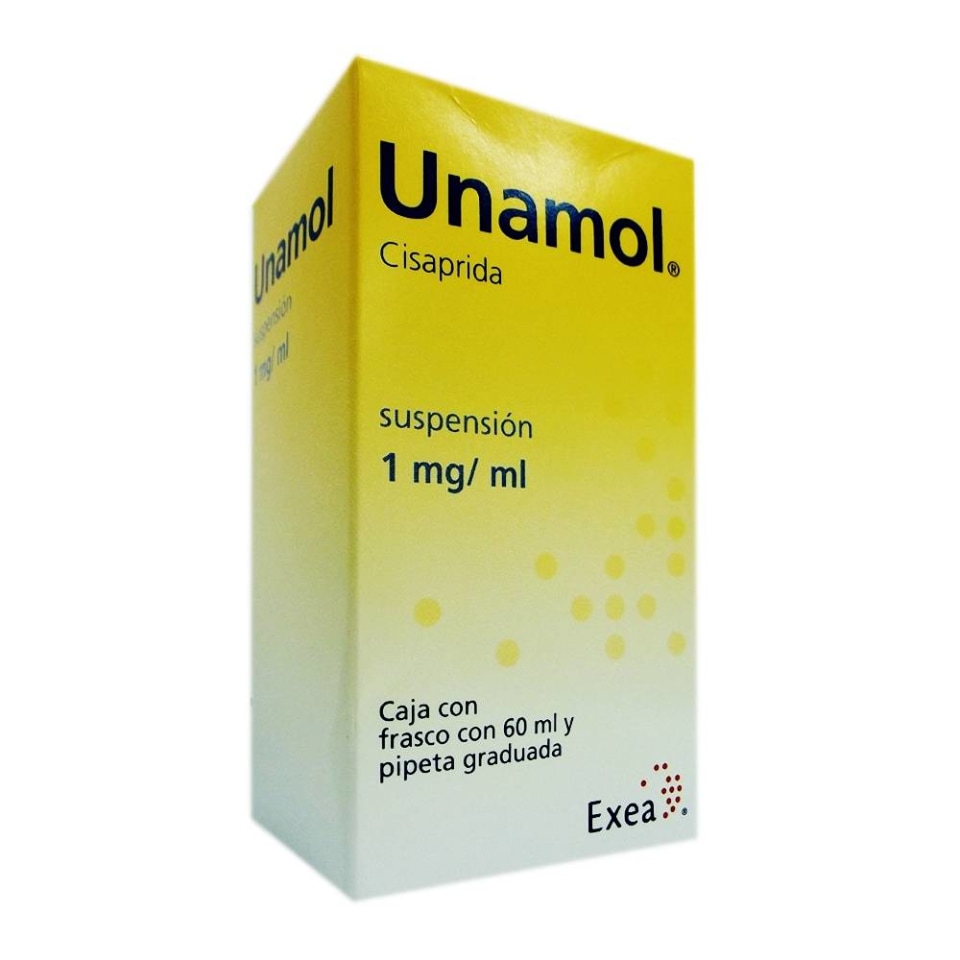 Unamol®
Cisaprida
suspensión
1 mg/ ml
Caja con
frasco con 60 ml y
pipeta graduada
Exea®
Unamol
suspensión
1 mg/ ml